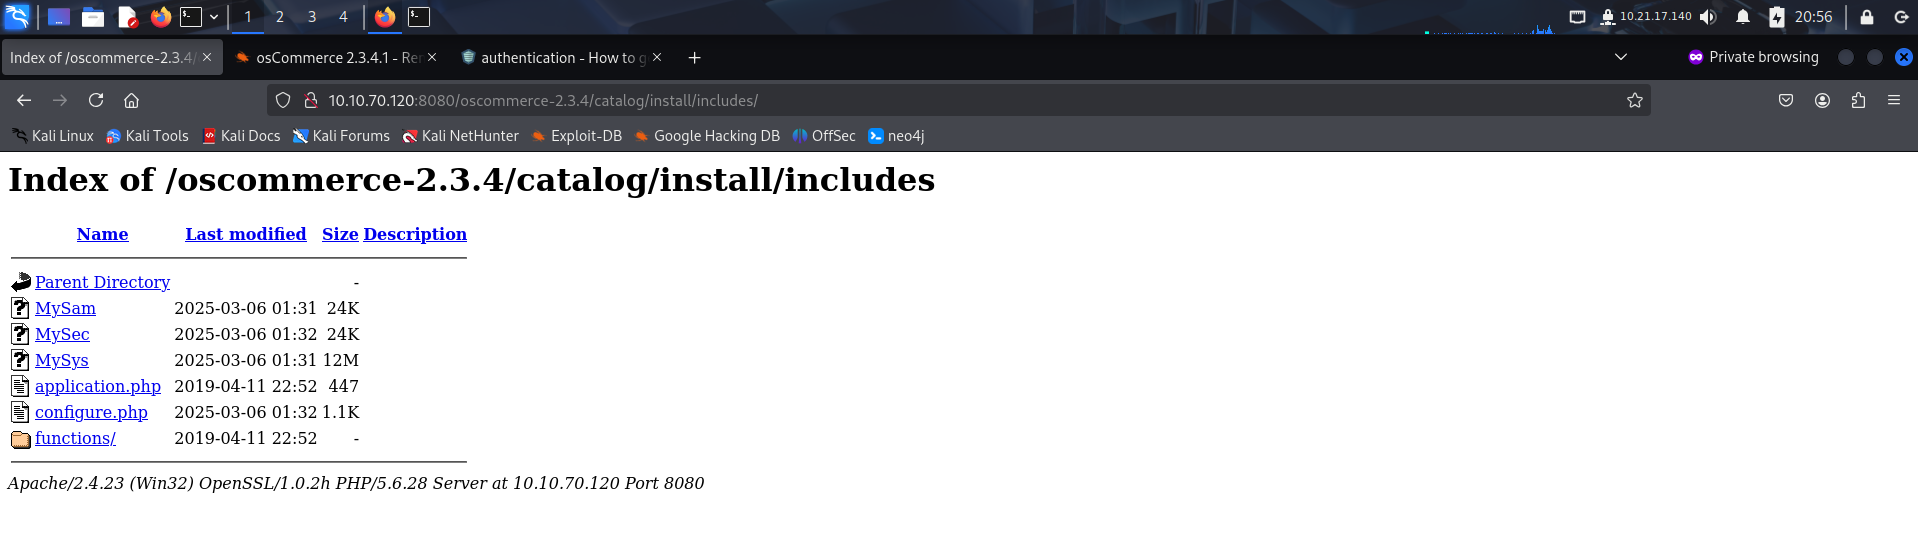 1 2 3 4 10.21.17.140 20:56
Index of /oscommerce-2.3.4/ osCommerce 2.3.4.1 - Re authentication - How to g Private browsing
10.10.70.120:8080/oscommerce-2.3.4/catalog/install/includes/
Kali Linux Kali Tools Kali Docs Kali Forums Kali NetHunter Exploit-DB Google Hacking DB OffSec neo4j
Index of /oscommerce-2.3.4/catalog/install/includes
Name Last modified Size Description
Parent Directory -
MySam 2025-03-06 01:31 24K
MySec 2025-03-06 01:32 24K
MySys 2025-03-06 01:31 12M
application.php 2019-04-11 22:52 447
configure.php 2025-03-06 01:32 1.1K
functions/ 2019-04-11 22:52 -
Apache/2.4.23 (Win32) OpenSSL/1.0.2h PHP/5.6.28 Server at 10.10.70.120 Port 8080